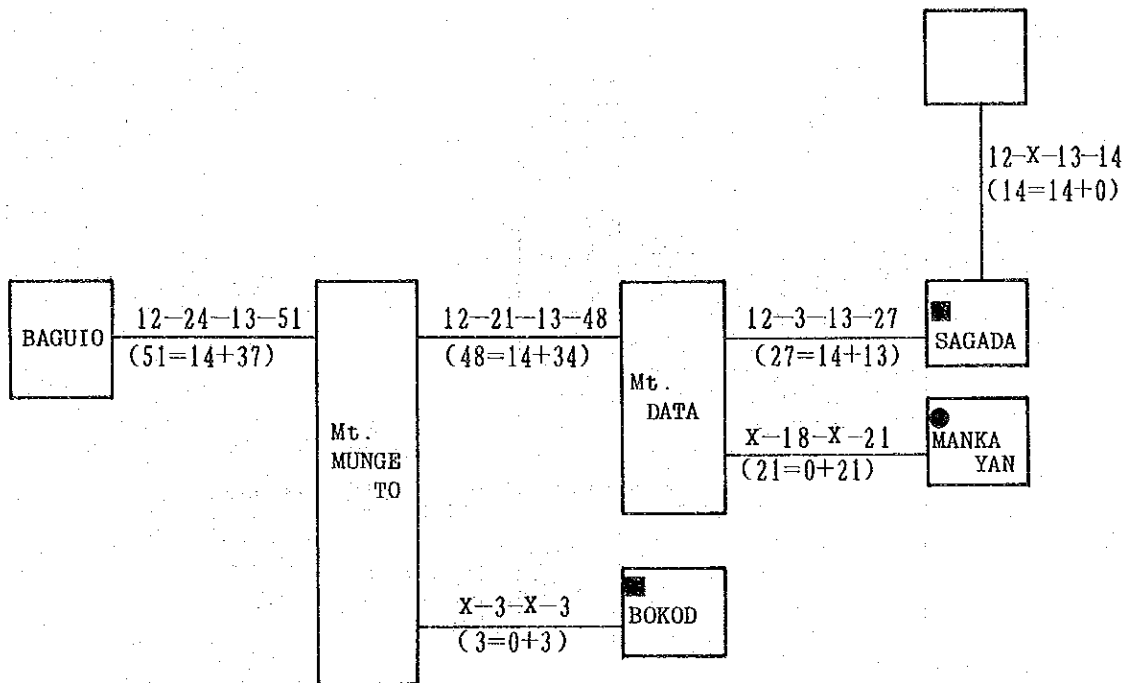 12-X-13-14
(14=14+0)
BAGUIO
12-24-13-51
(51=14+37)
Mt.
MUNGE
TO
12-21-13-48
(48=14+34)
Mt.
DATA
12-3-13-27
(27=14+13)
SAGADA
X-18-X-21
(21=0+21)
MANKA
YAN
X-3-X-3
(3=0+3)
BOKOD